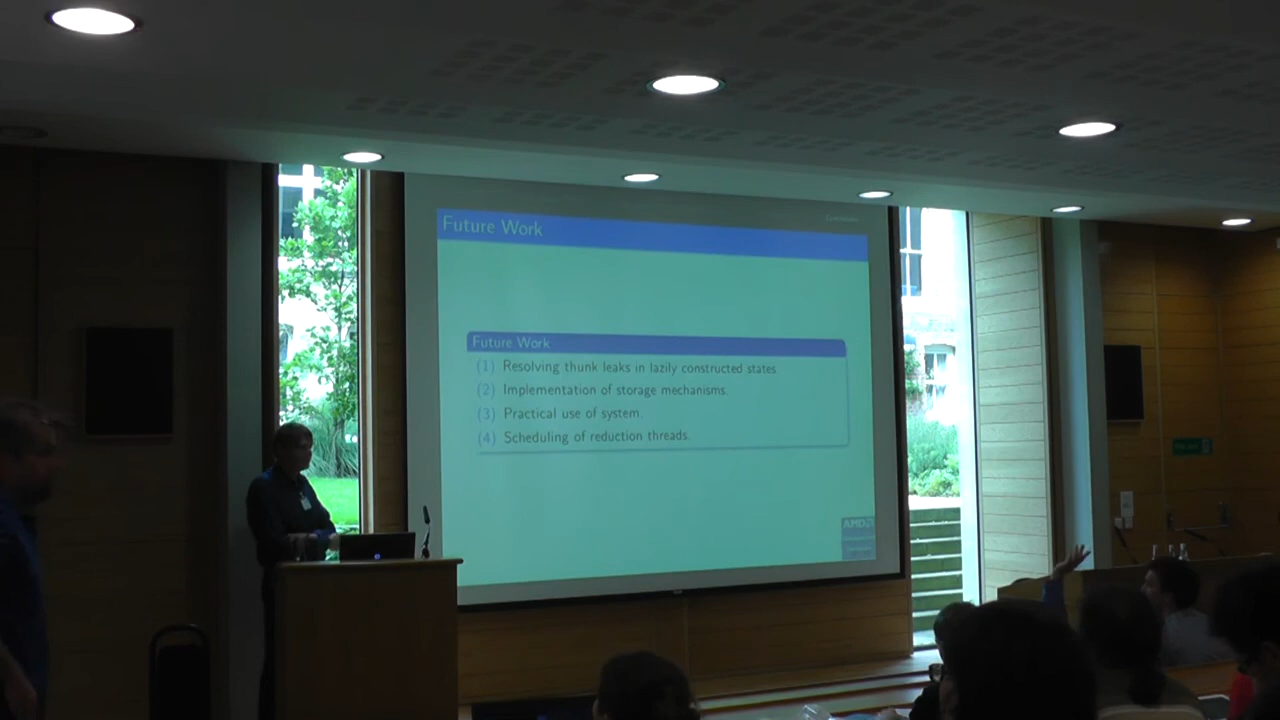 Future Work
Future Work
(1) Resolving thunk leaks in lazily constructed states
(2) Implementation of storage mechanisms.
(3) Practical use of system.
(4) Scheduling of reduction threads.